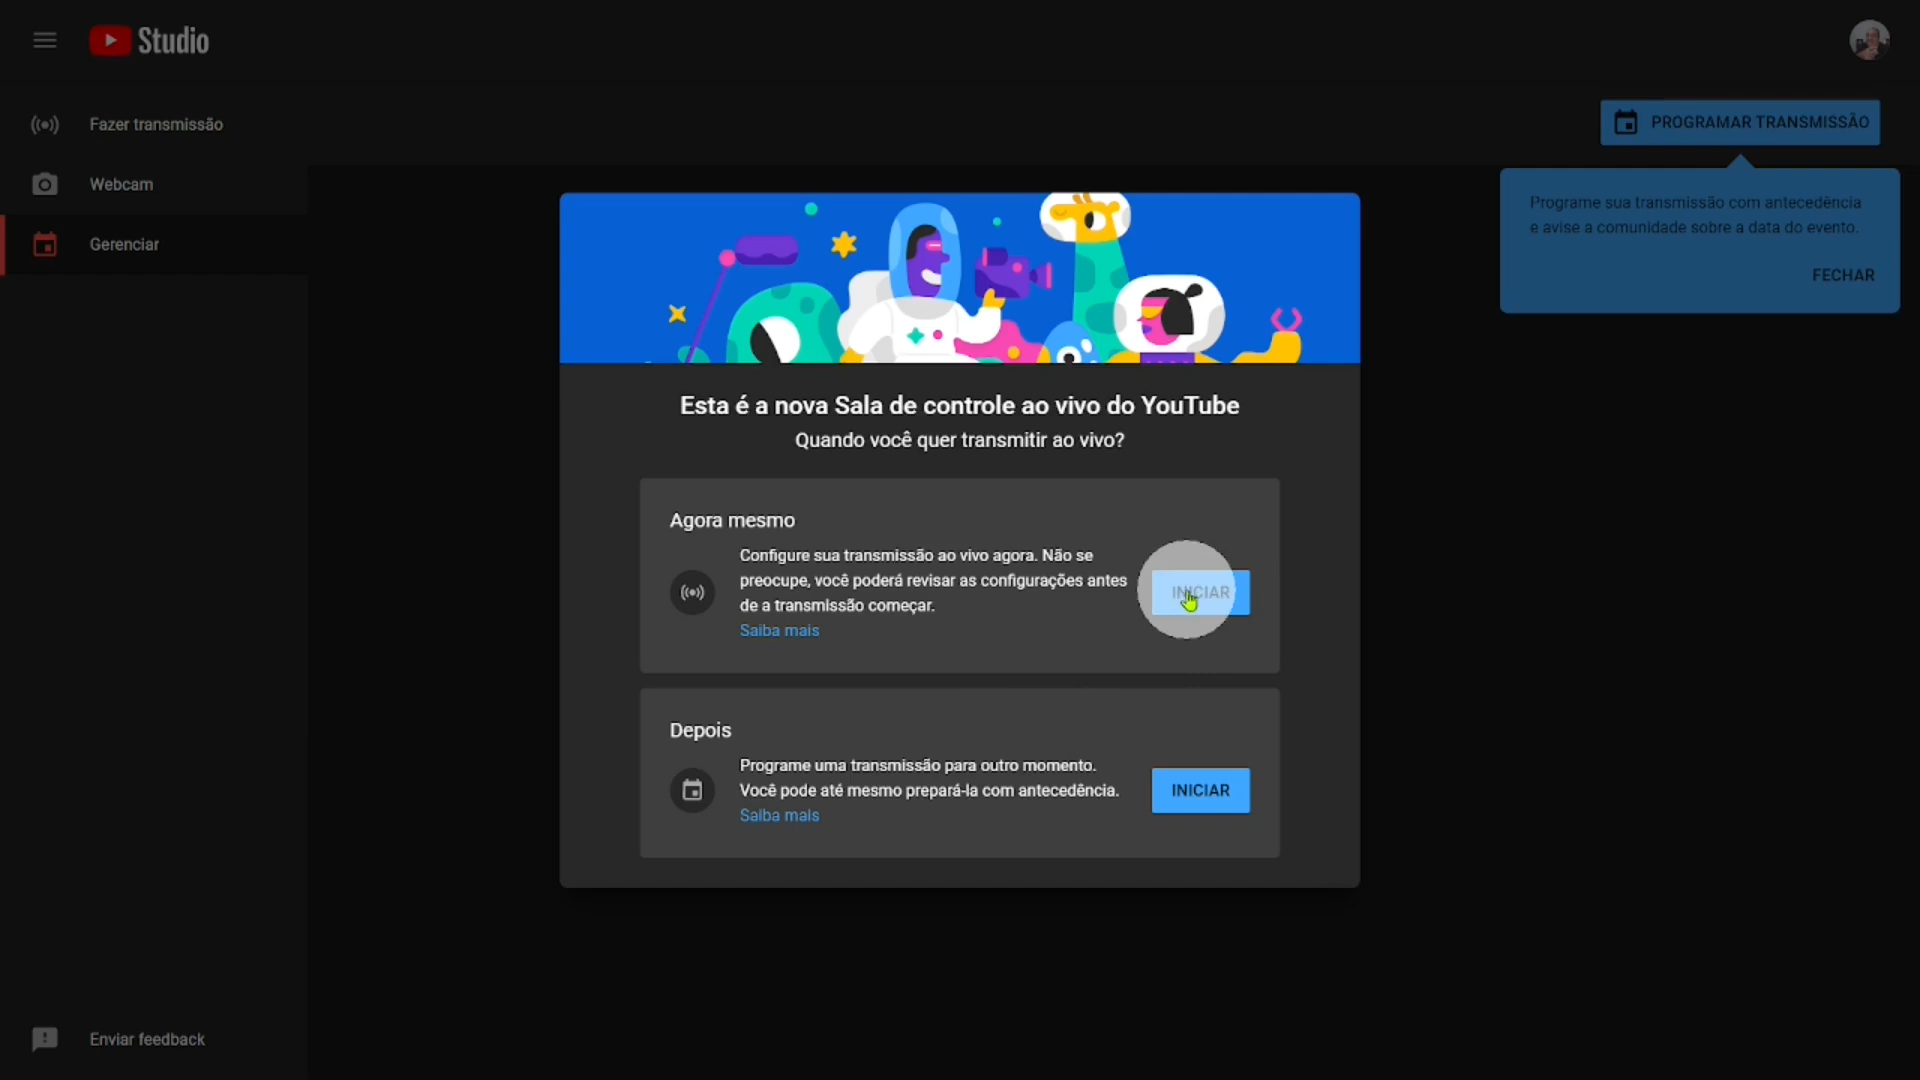 Studio
Fazer transmissão
PROGRAMAR TRANSMISSÃO
Webcam
Gerenciar
Programe sua transmissão com antecedência
e avise a comunidade sobre a data do evento.
FECHAR
Esta é a nova Sala de controle ao vivo do YouTube
Quando você quer transmitir ao vivo?
Agora mesmo
Configure sua transmissão ao vivo agora. Não se
preocupe, você poderá revisar as configurações antes
de a transmissão começar.
Saiba mais
INICIAR
Depois
Programe uma transmissão para outro momento.
Você pode até mesmo prepará-la com antecedência.
Saiba mais
INICIAR
Enviar feedback